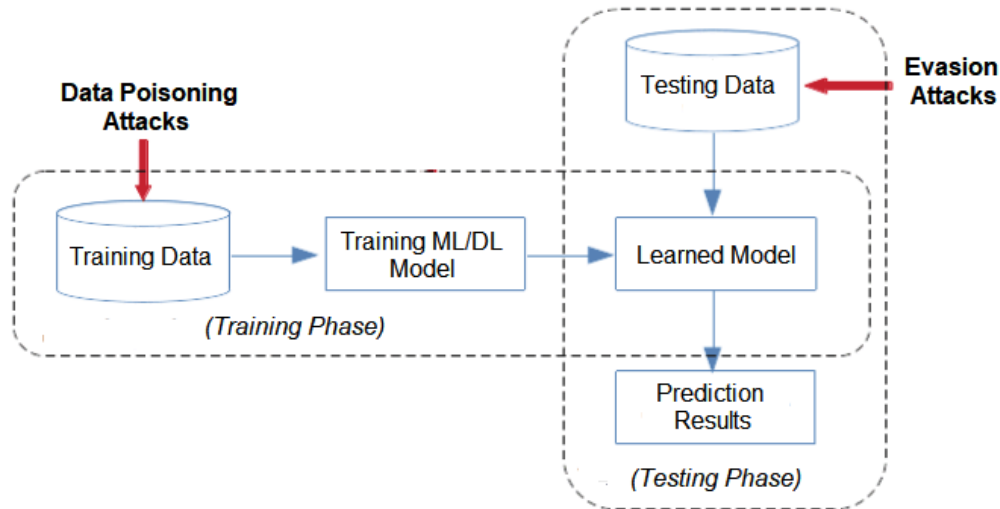 Data Poisoning
Attacks
Testing Data
Evasion
Attacks
Training Data
Training ML/DL
Model
Learned Model
(Training Phase)
Prediction
Results
(Testing Phase)